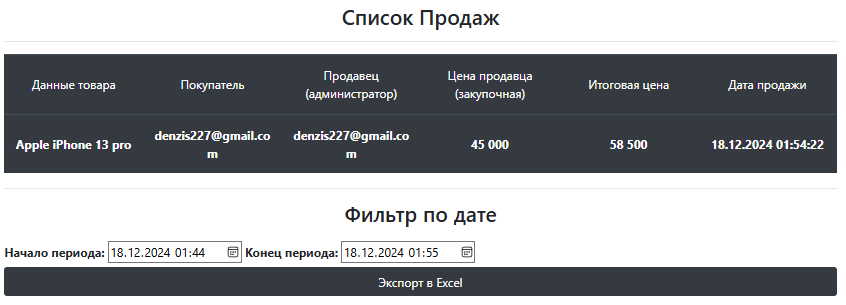 Список Продаж
Данные товара Покупатель Продавец (администратор) Цена продавца (закупочная) Итоговая цена Дата продажи
Apple iPhone 13 pro denzis227@gmail.com denzis227@gmail.com 45 000 58 500 18.12.2024 01:54:22
Фильтр по дате
Начало периода: 18.12.2024 01:44 Конец периода: 18.12.2024 01:55
Экспорт в Excel